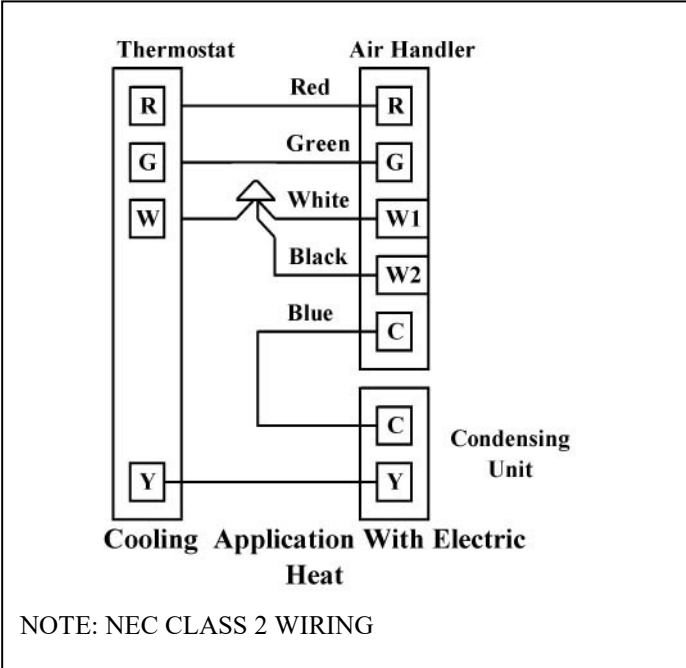 Thermostat Air Handler
R Red R
G Green G
W White W1
Black W2
Blue C
C
Condensing
Unit
Y Y
Cooling Application With Electric
Heat
NOTE: NEC CLASS 2 WIRING